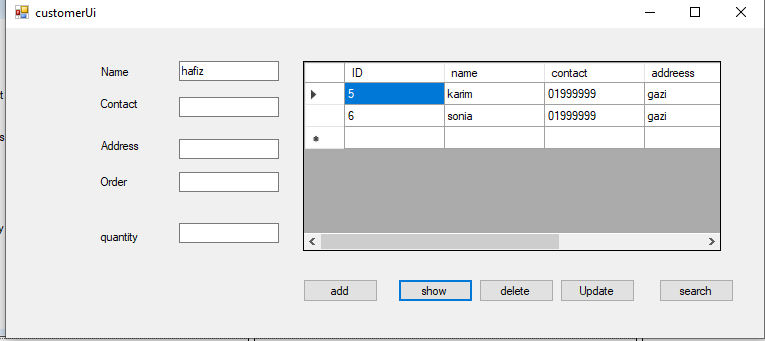 customerUi
Name hafiz
Contact
Address
Order
quantity
ID name contact addreess
5 karim 01999999 gazi
6 sonia 01999999 gazi
add show delete Update search